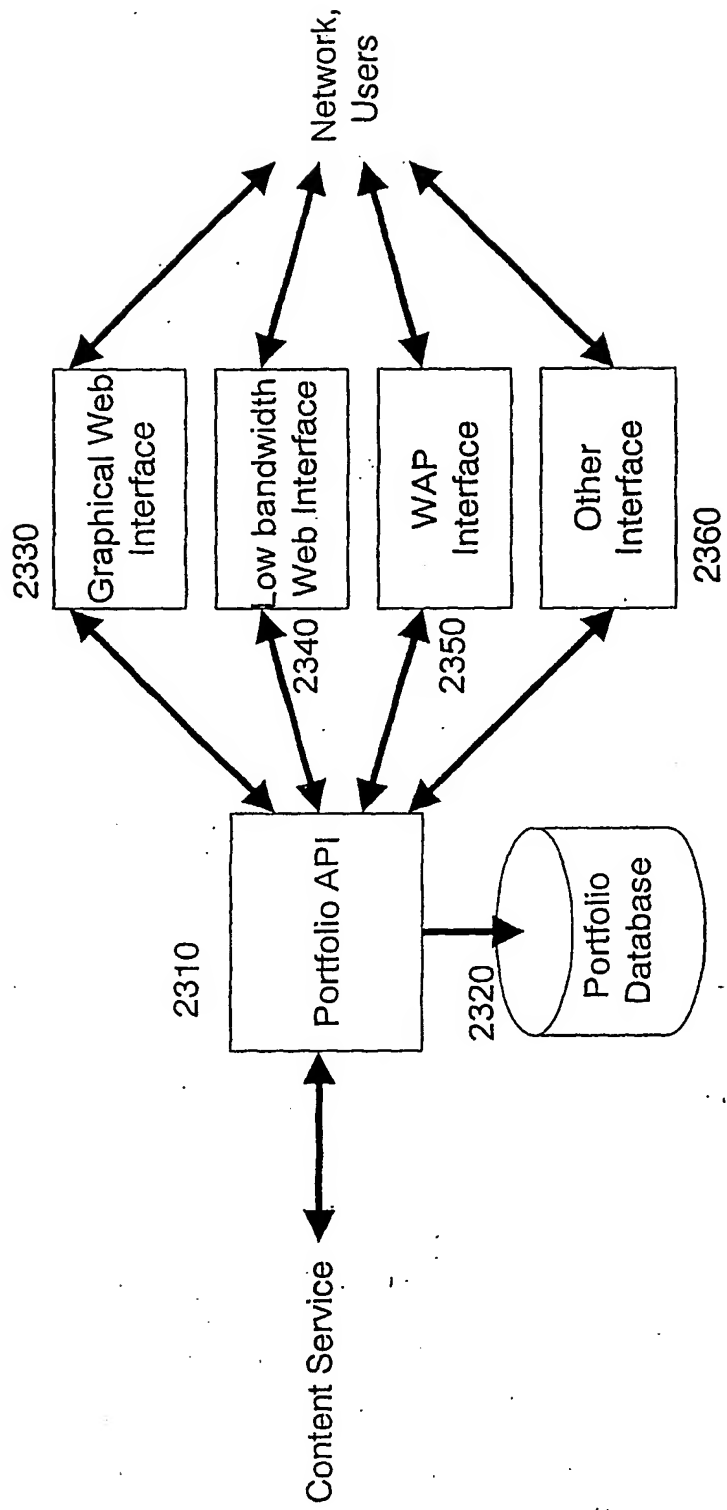 Content Service
2310
Portfolio API
2320
Portfolio
Database
2330
Graphical Web
Interface
Low bandwidth
Web Interface
2340
WAP
Interface
2350
Other
Interface
2360
Network,
Users